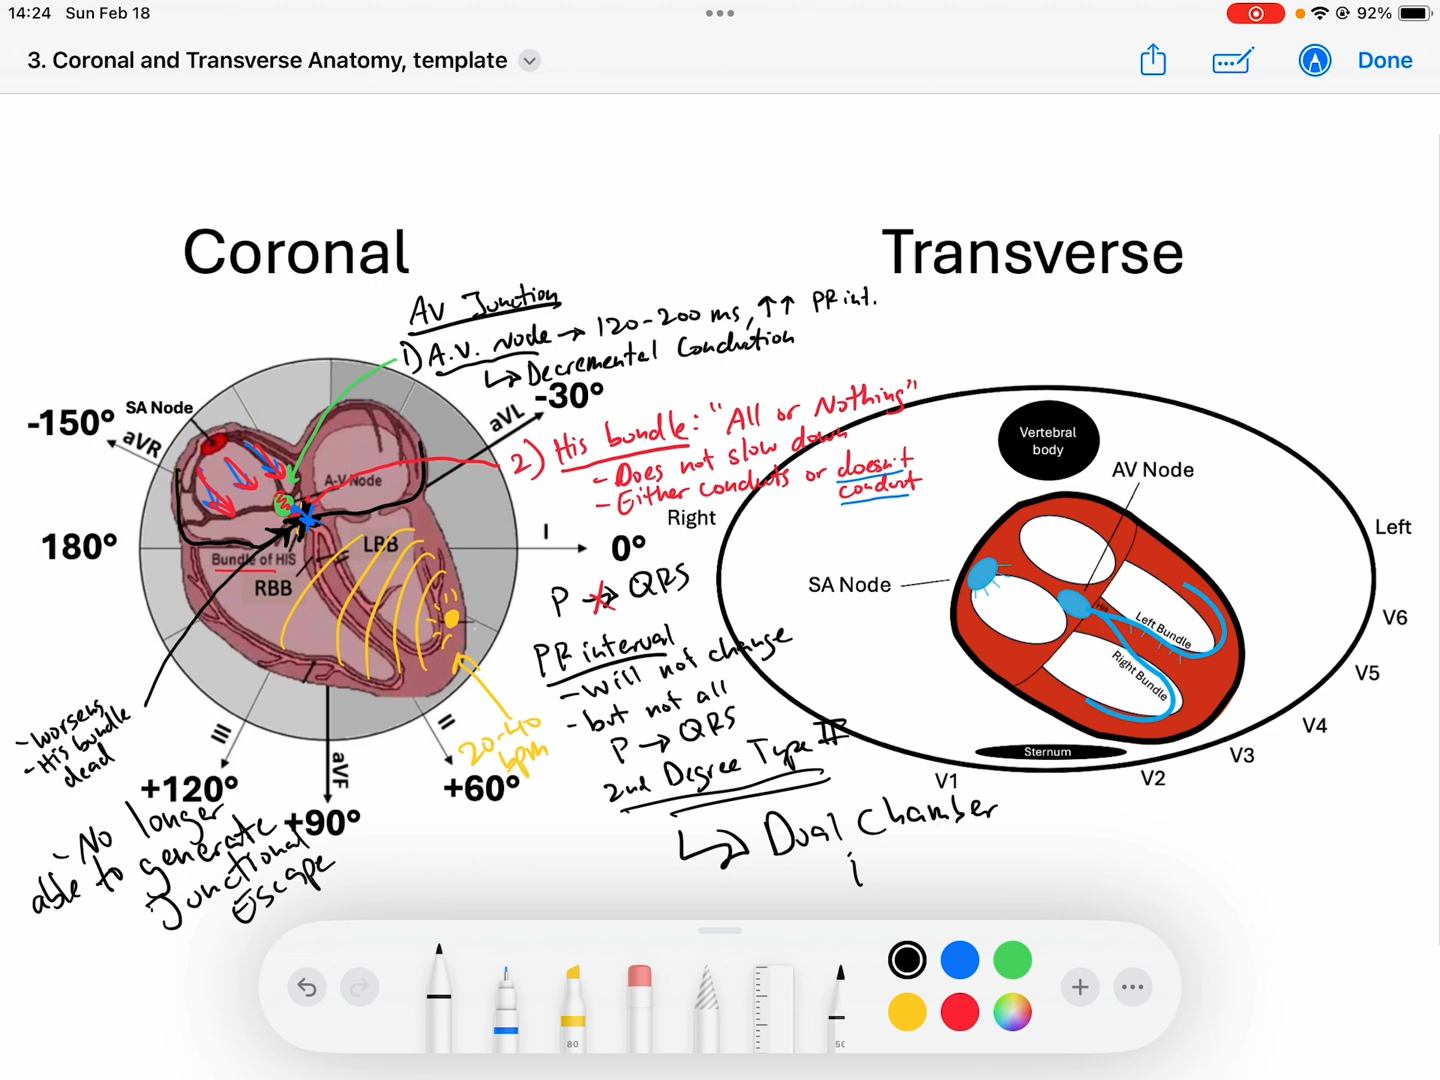 14:24 Sun Feb 18
92%
3. Coronal and Transverse Anatomy, template
Done
Coronal
Transverse
AV Junction
1) A.V. Node → 120-200 ms, ↑↑ PR int.
↳ Decremental Conduction
2) His bundle: "All or Nothing"
- Does not slow down
- Either conducts or doesn't
conduct
-150°
aVR
SA Node
A-V Node
aVL
-30°
180°
Bundle of HIS
LBB
RBB
I
0°
P → QRS
PR interval
- will not change
- but not all
P → QRS
2nd Degree Type II
↳ Dual Chamber
i
20-40
bpm
- Worsens,
- His bundle
dead
- No longer
able to generate
Junctional
Escape
III
+120°
aVF
+90°
II
+60°
Vertebral
body
AV Node
Right
Left
SA Node
His
Left Bundle
Right Bundle
V6
V5
V4
V3
V2
V1
Sternum
80
50